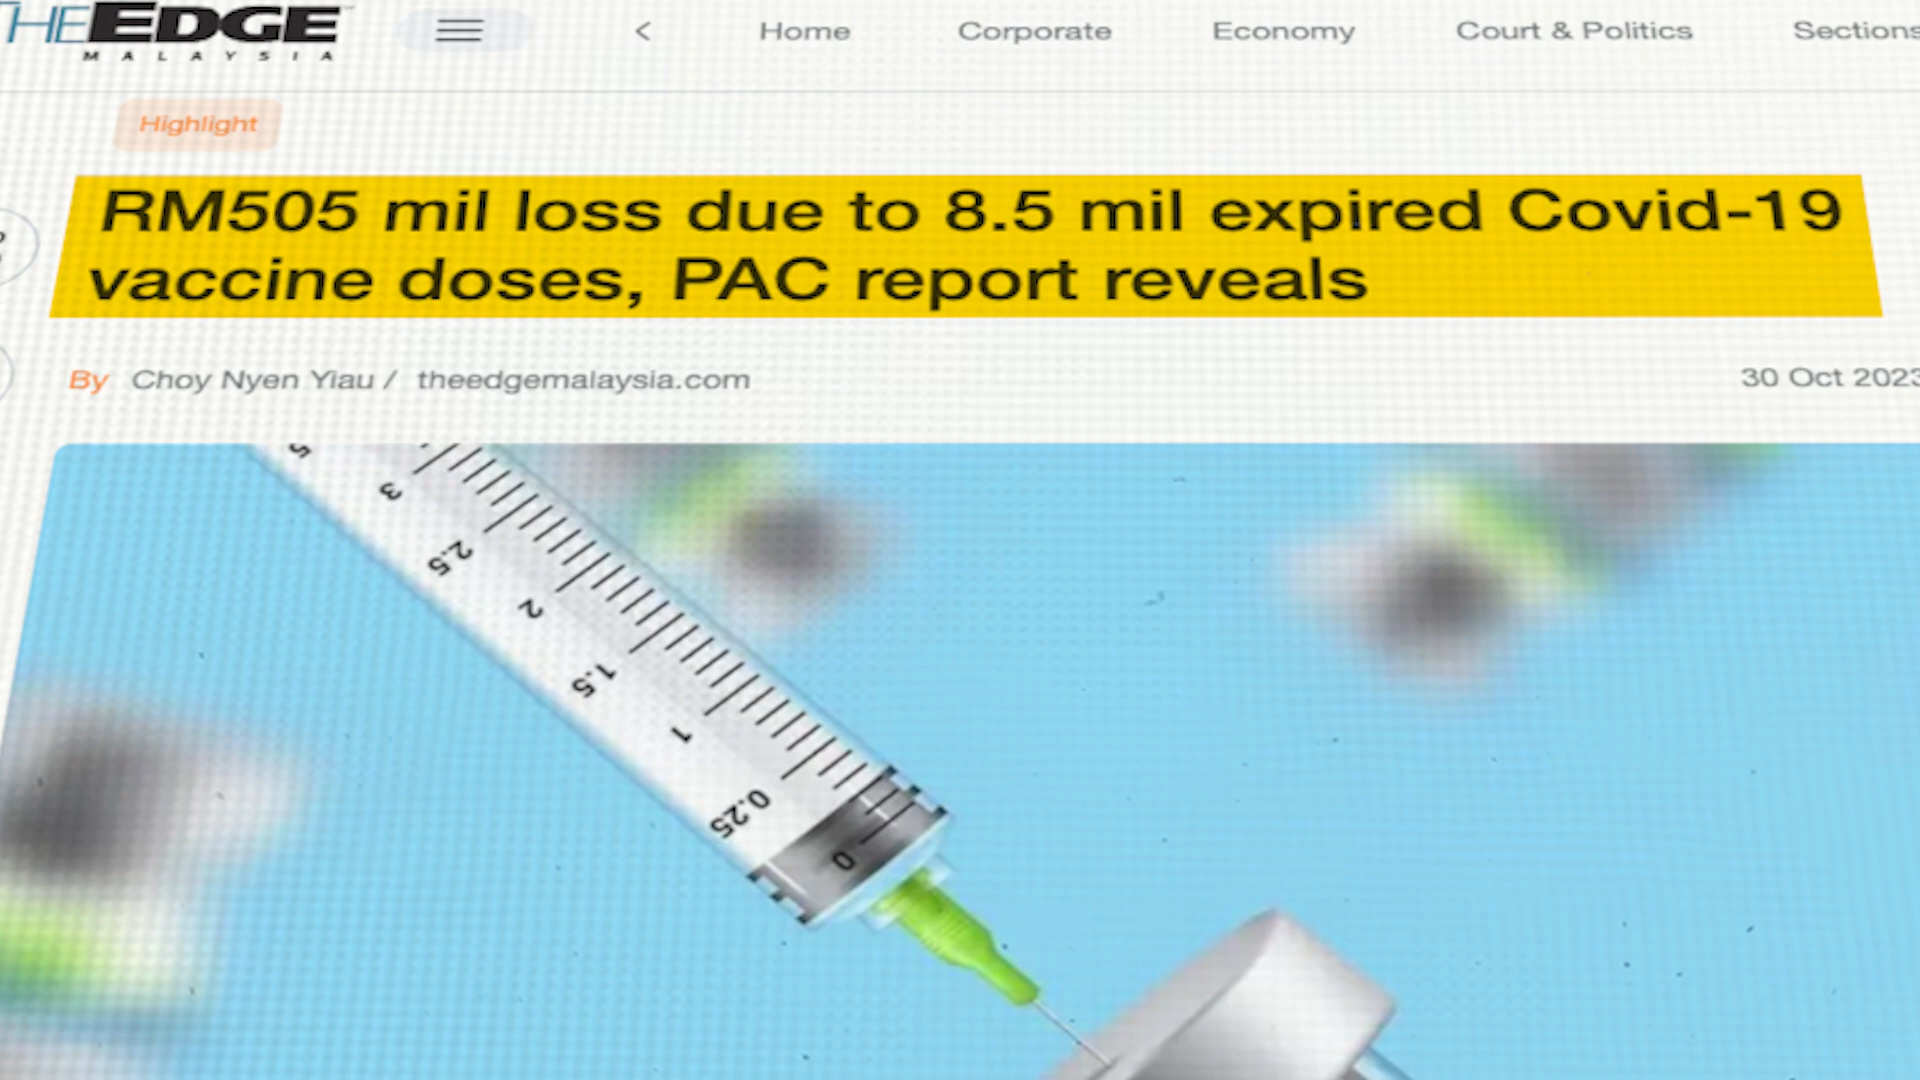 THE EDGE
MALAYSIA
Home Corporate Economy Court & Politics Sections
Highlight
RM505 mil loss due to 8.5 mil expired Covid-19
vaccine doses, PAC report reveals
By Choy Nyen Yiau / theedgemalaysia.com
30 Oct 2023
3
2.5
2
1.5
1
0.25
0